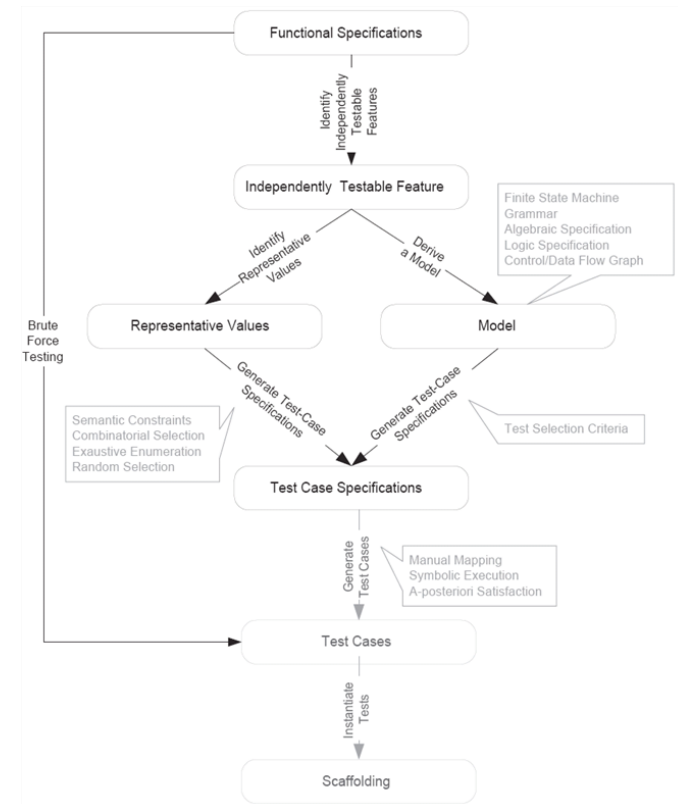 Functional Specifications
Identify
Independently
Testable
Features
Independently Testable Feature
Finite State Machine
Grammar
Algebraic Specification
Logic Specification
Control/Data Flow Graph
Identify
Representative
Values
Derive
a Model
Brute
Force
Testing
Representative Values
Model
Generate Test-Case
Specifications
Generate Test-Case
Specifications
Semantic Constraints
Combinatorial Selection
Exaustive Enumeration
Random Selection
Test Selection Criteria
Test Case Specifications
Generate
Test Cases
Manual Mapping
Symbolic Execution
A-posteriori Satisfaction
Test Cases
Instantiate
Tests
Scaffolding